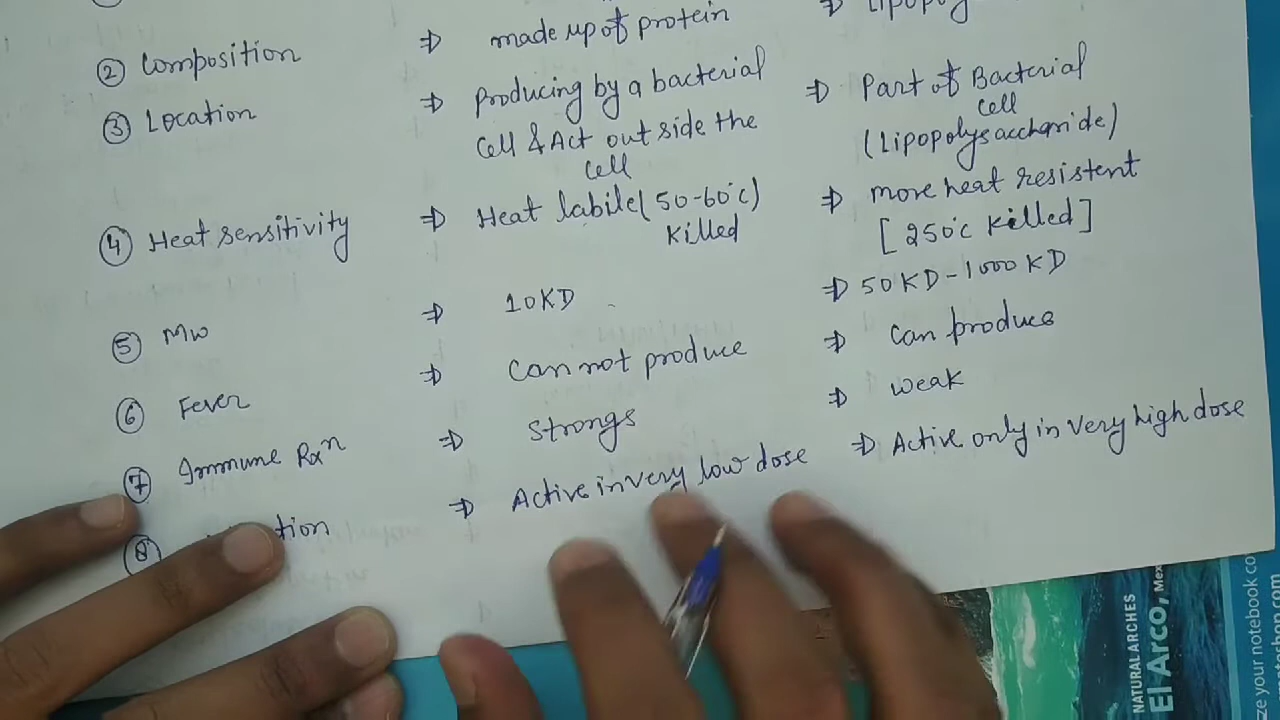 ② Composition ⇒ made up of protein ⇒
③ Location ⇒ Producing by a bacterial ⇒ Part of Bacterial
Cell & Act out side the cell
cell (Lipopolysaccharide)
④ Heat sensitivity ⇒ Heat labile (50-60°c) ⇒ more heat resistent
killed [250°c killed]
⑤ Mw ⇒ 10KD ⇒ 50KD-1000KD
⑥ Fever ⇒ Can not produce ⇒ Can produce
⑦ Immune Rxⁿ ⇒ Strongs ⇒ weak
⑧ ⇒ Active in very low dose ⇒ Active only in very high dose
NATURAL ARCHES
El Arco,
your notebook